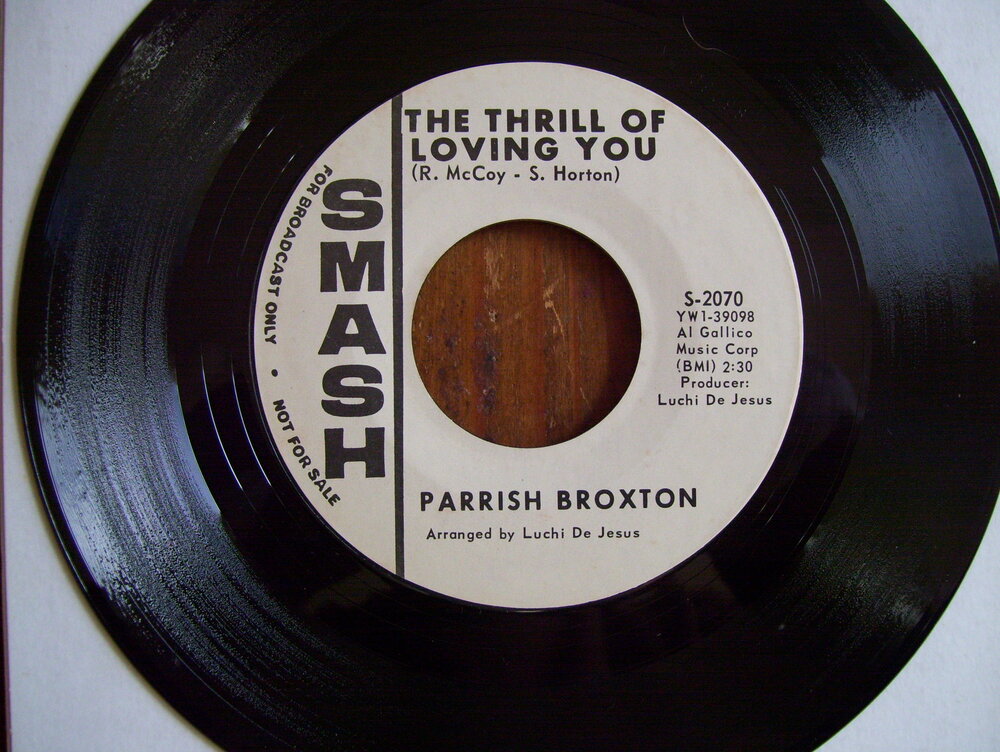 THE THRILL OF
LOVING YOU
(R. McCoy - S. Horton)
SMASH
FOR BROADCAST ONLY • NOT FOR SALE
S-2070
YW1-39098
Al Gallico
Music Corp
(BMI) 2:30
Producer:
Luchi De Jesus
PARRISH BROXTON
Arranged by Luchi De Jesus